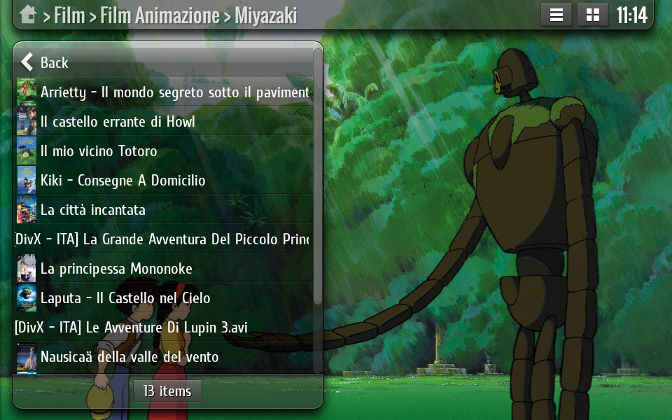 > Film > Film Animazione > Miyazaki
11:14
Back
Arrietty - Il mondo segreto sotto il paviment
Il castello errante di Howl
Il mio vicino Totoro
Kiki - Consegne A Domicilio
La città incantata
DivX - ITA] La Grande Avventura Del Piccolo Princ
La principessa Mononoke
Laputa - Il Castello nel Cielo
[DivX - ITA] Le Avventure Di Lupin 3.avi
Nausicaä della valle del vento
13 items